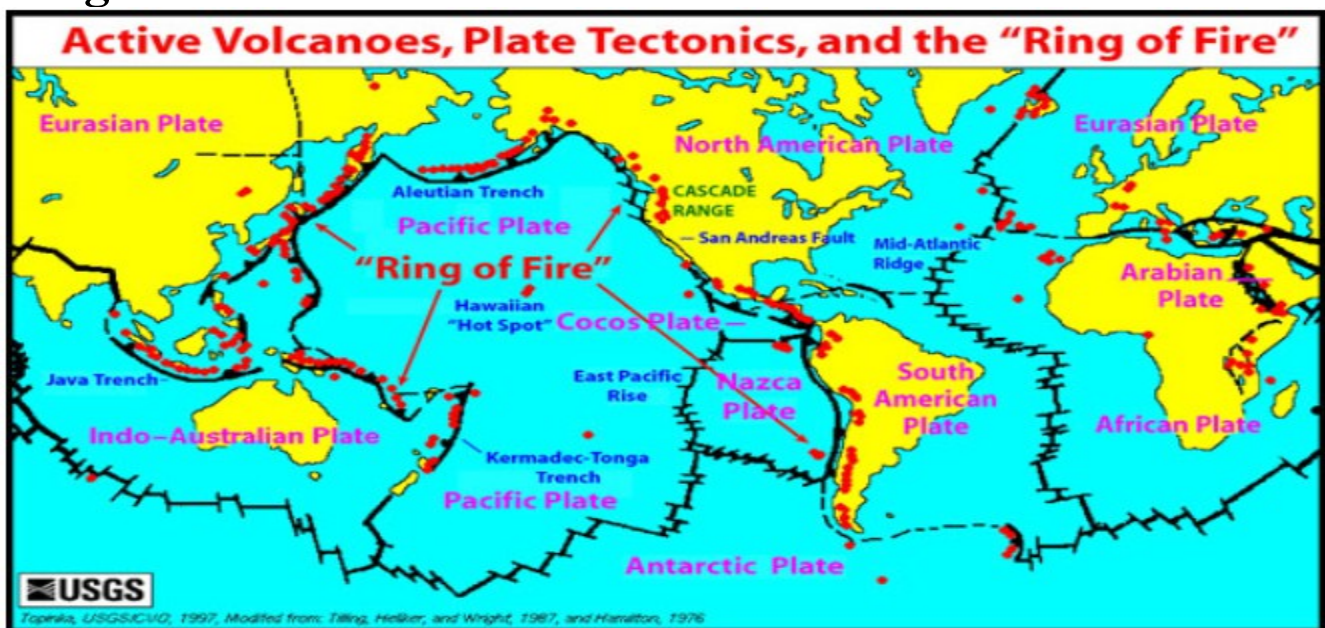 Active Volcanoes, Plate Tectonics, and the “Ring of Fire”
Eurasian Plate
North American Plate
Eurasian Plate
Aleutian Trench
CASCADE
RANGE
Pacific Plate
San Andreas Fault
Mid-Atlantic
Ridge
“Ring of Fire”
Arabian
Plate
Hawaiian
“Hot Spot”
Cocos Plate
Java Trench
East Pacific
Rise
Nazca
Plate
South
American
Plate
Indo-Australian Plate
African Plate
Kermadec-Tonga
Trench
Pacific Plate
Antarctic Plate
USGS
Topinka, USGS/CVO, 1997, Modified from: Tilling, Heliker, and Wright, 1987, and Hamilton, 1976